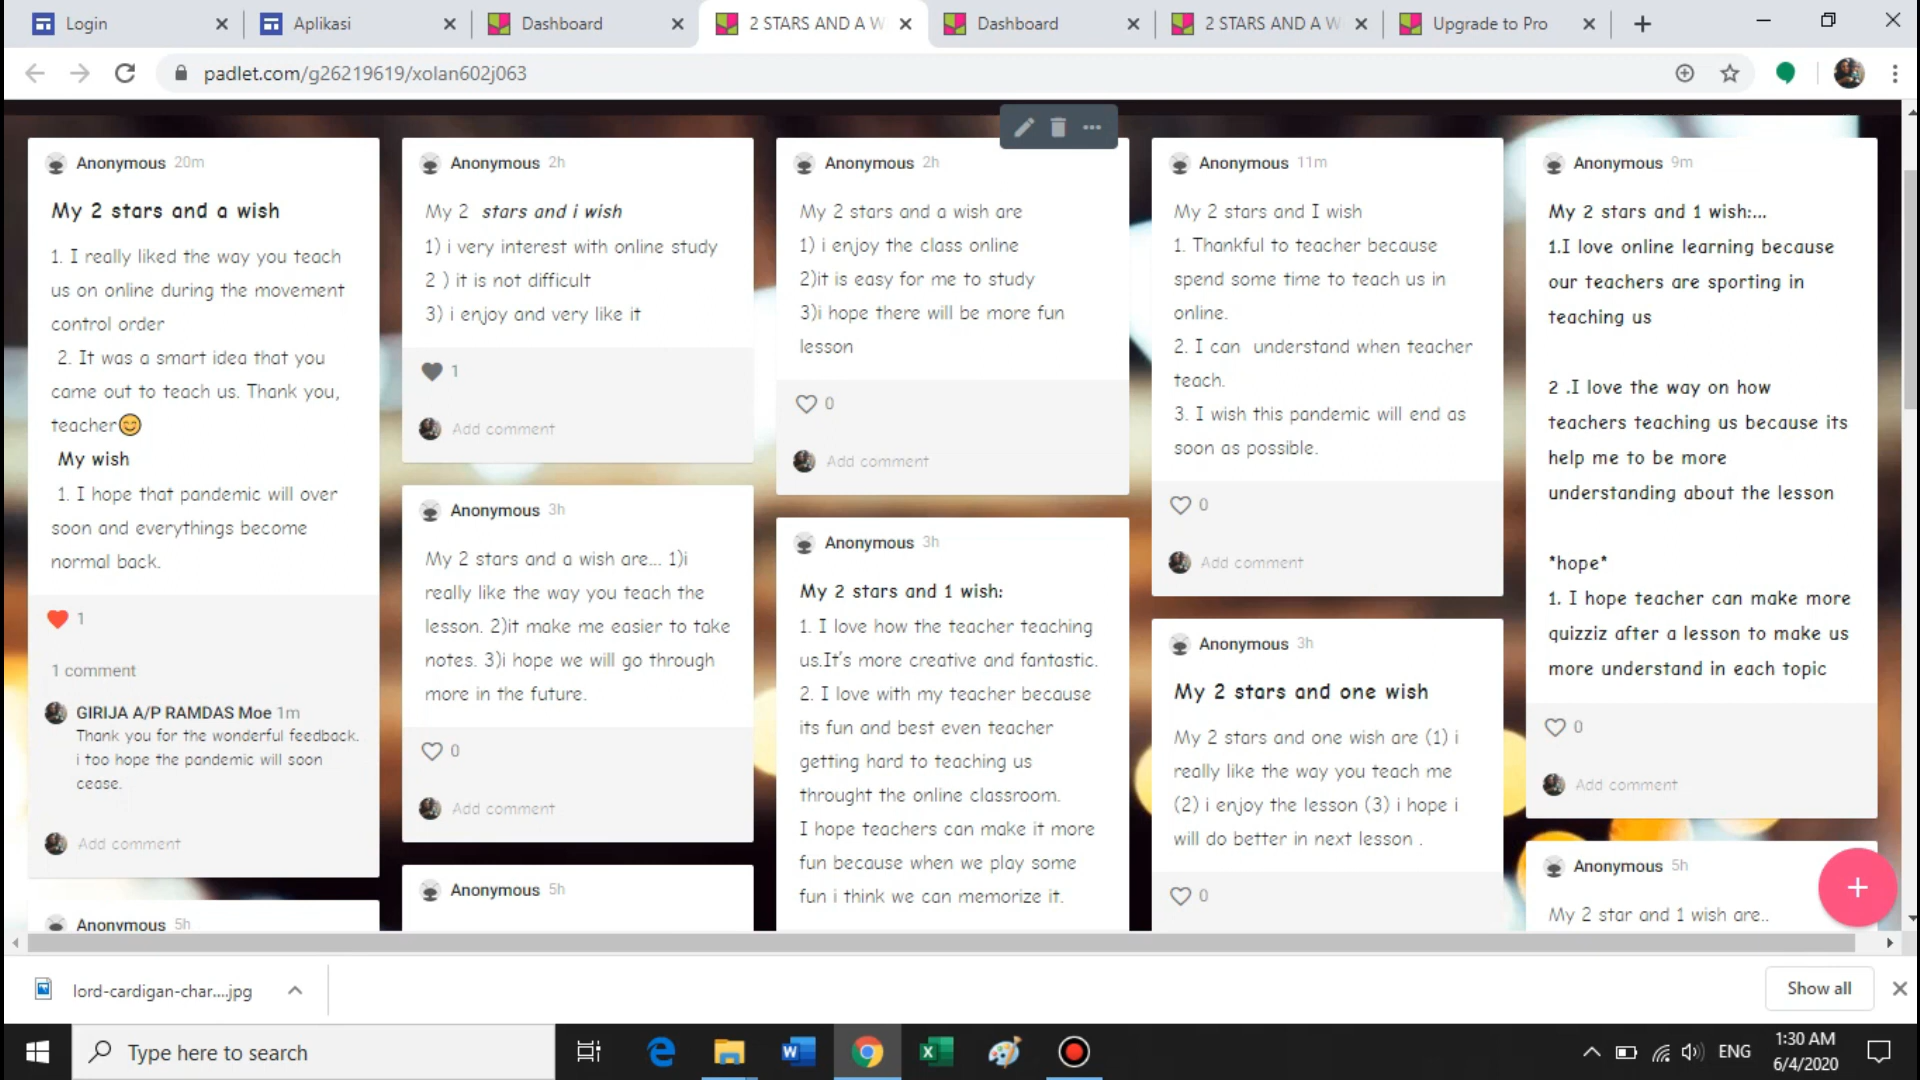 Login
Aplikasi
Dashboard
2 STARS AND A W
Dashboard
2 STARS AND A W
Upgrade to Pro
padlet.com/g26219619/xolan602j063
Anonymous 20m
My 2 stars and a wish
1. I really liked the way you teach
us on online during the movement
control order
2. It was a smart idea that you
came out to teach us. Thank you,
teacher😊
My wish
1. I hope that pandemic will over
soon and everythings become
normal back.
1
1 comment
GIRIJA A/P RAMDAS Moe 1m
Thank you for the wonderful feedback.
i too hope the pandemic will soon
cease.
Add comment
Anonymous 5h
Anonymous 2h
My 2 stars and i wish
1) i very interest with online study
2 ) it is not difficult
3) i enjoy and very like it
1
Add comment
Anonymous 3h
My 2 stars and a wish are... 1)i
really like the way you teach the
lesson. 2)it make me easier to take
notes. 3)i hope we will go through
more in the future.
0
Add comment
Anonymous 5h
Anonymous 2h
My 2 stars and a wish are
1) i enjoy the class online
2)it is easy for me to study
3)i hope there will be more fun
lesson
0
Add comment
Anonymous 3h
My 2 stars and 1 wish:
1. I love how the teacher teaching
us.It's more creative and fantastic.
2. I love with my teacher because
its fun and best even teacher
getting hard to teaching us
throught the online classroom.
I hope teachers can make it more
fun because when we play some
fun i think we can memorize it.
Anonymous 11m
My 2 stars and I wish
1. Thankful to teacher because
spend some time to teach us in
online.
2. I can understand when teacher
teach.
3. I wish this pandemic will end as
soon as possible.
0
Add comment
Anonymous 3h
My 2 stars and one wish
My 2 stars and one wish are (1) i
really like the way you teach me
(2) i enjoy the lesson (3) i hope i
will do better in next lesson .
0
Anonymous 9m
My 2 stars and 1 wish:...
1.I love online learning because
our teachers are sporting in
teaching us
2 .I love the way on how
teachers teaching us because its
help me to be more
understanding about the lesson
*hope*
1. I hope teacher can make more
quizziz after a lesson to make us
more understand in each topic
0
Add comment
Anonymous 5h
My 2 star and 1 wish are..
lord-cardigan-char....jpg
Show all
Type here to search
ENG
1:30 AM
6/4/2020